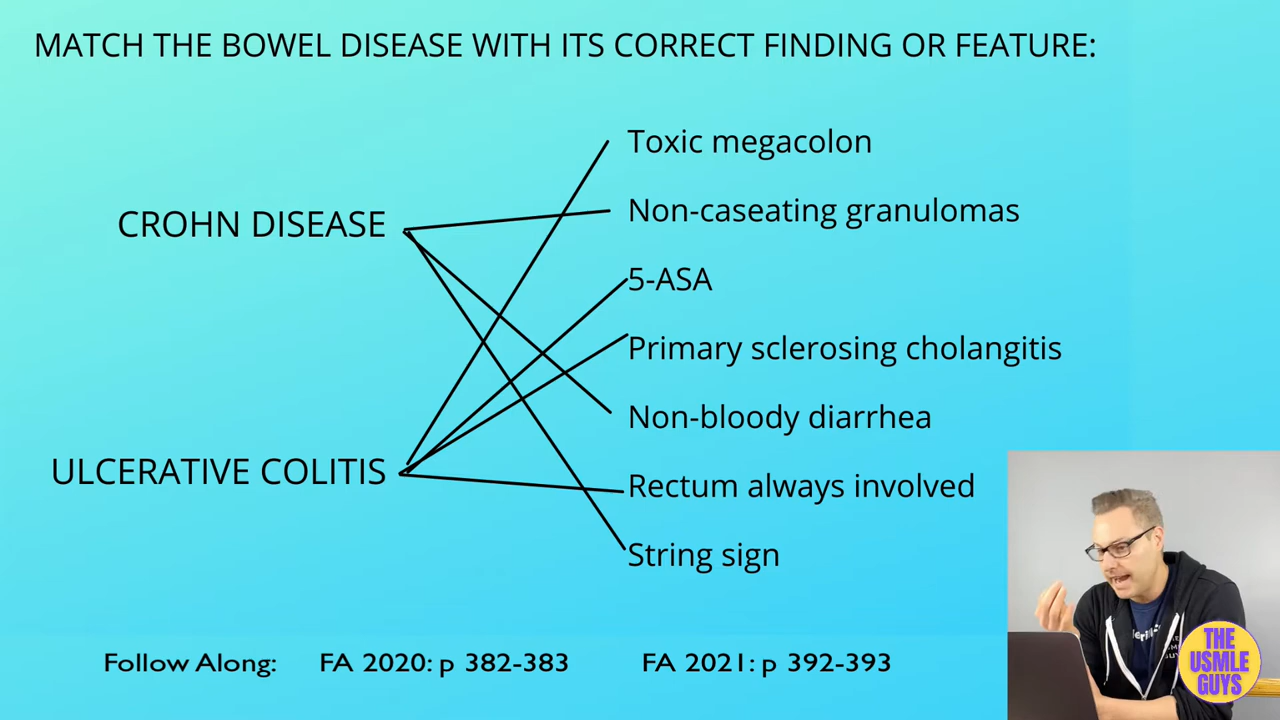 MATCH THE BOWEL DISEASE WITH ITS CORRECT FINDING OR FEATURE:
Toxic megacolon
CROHN DISEASE
Non-caseating granulomas
5-ASA
Primary sclerosing cholangitis
Non-bloody diarrhea
ULCERATIVE COLITIS
Rectum always involved
String sign
Follow Along: FA 2020: p 382-383 FA 2021: p 392-393
THE
USMLE
GUYS